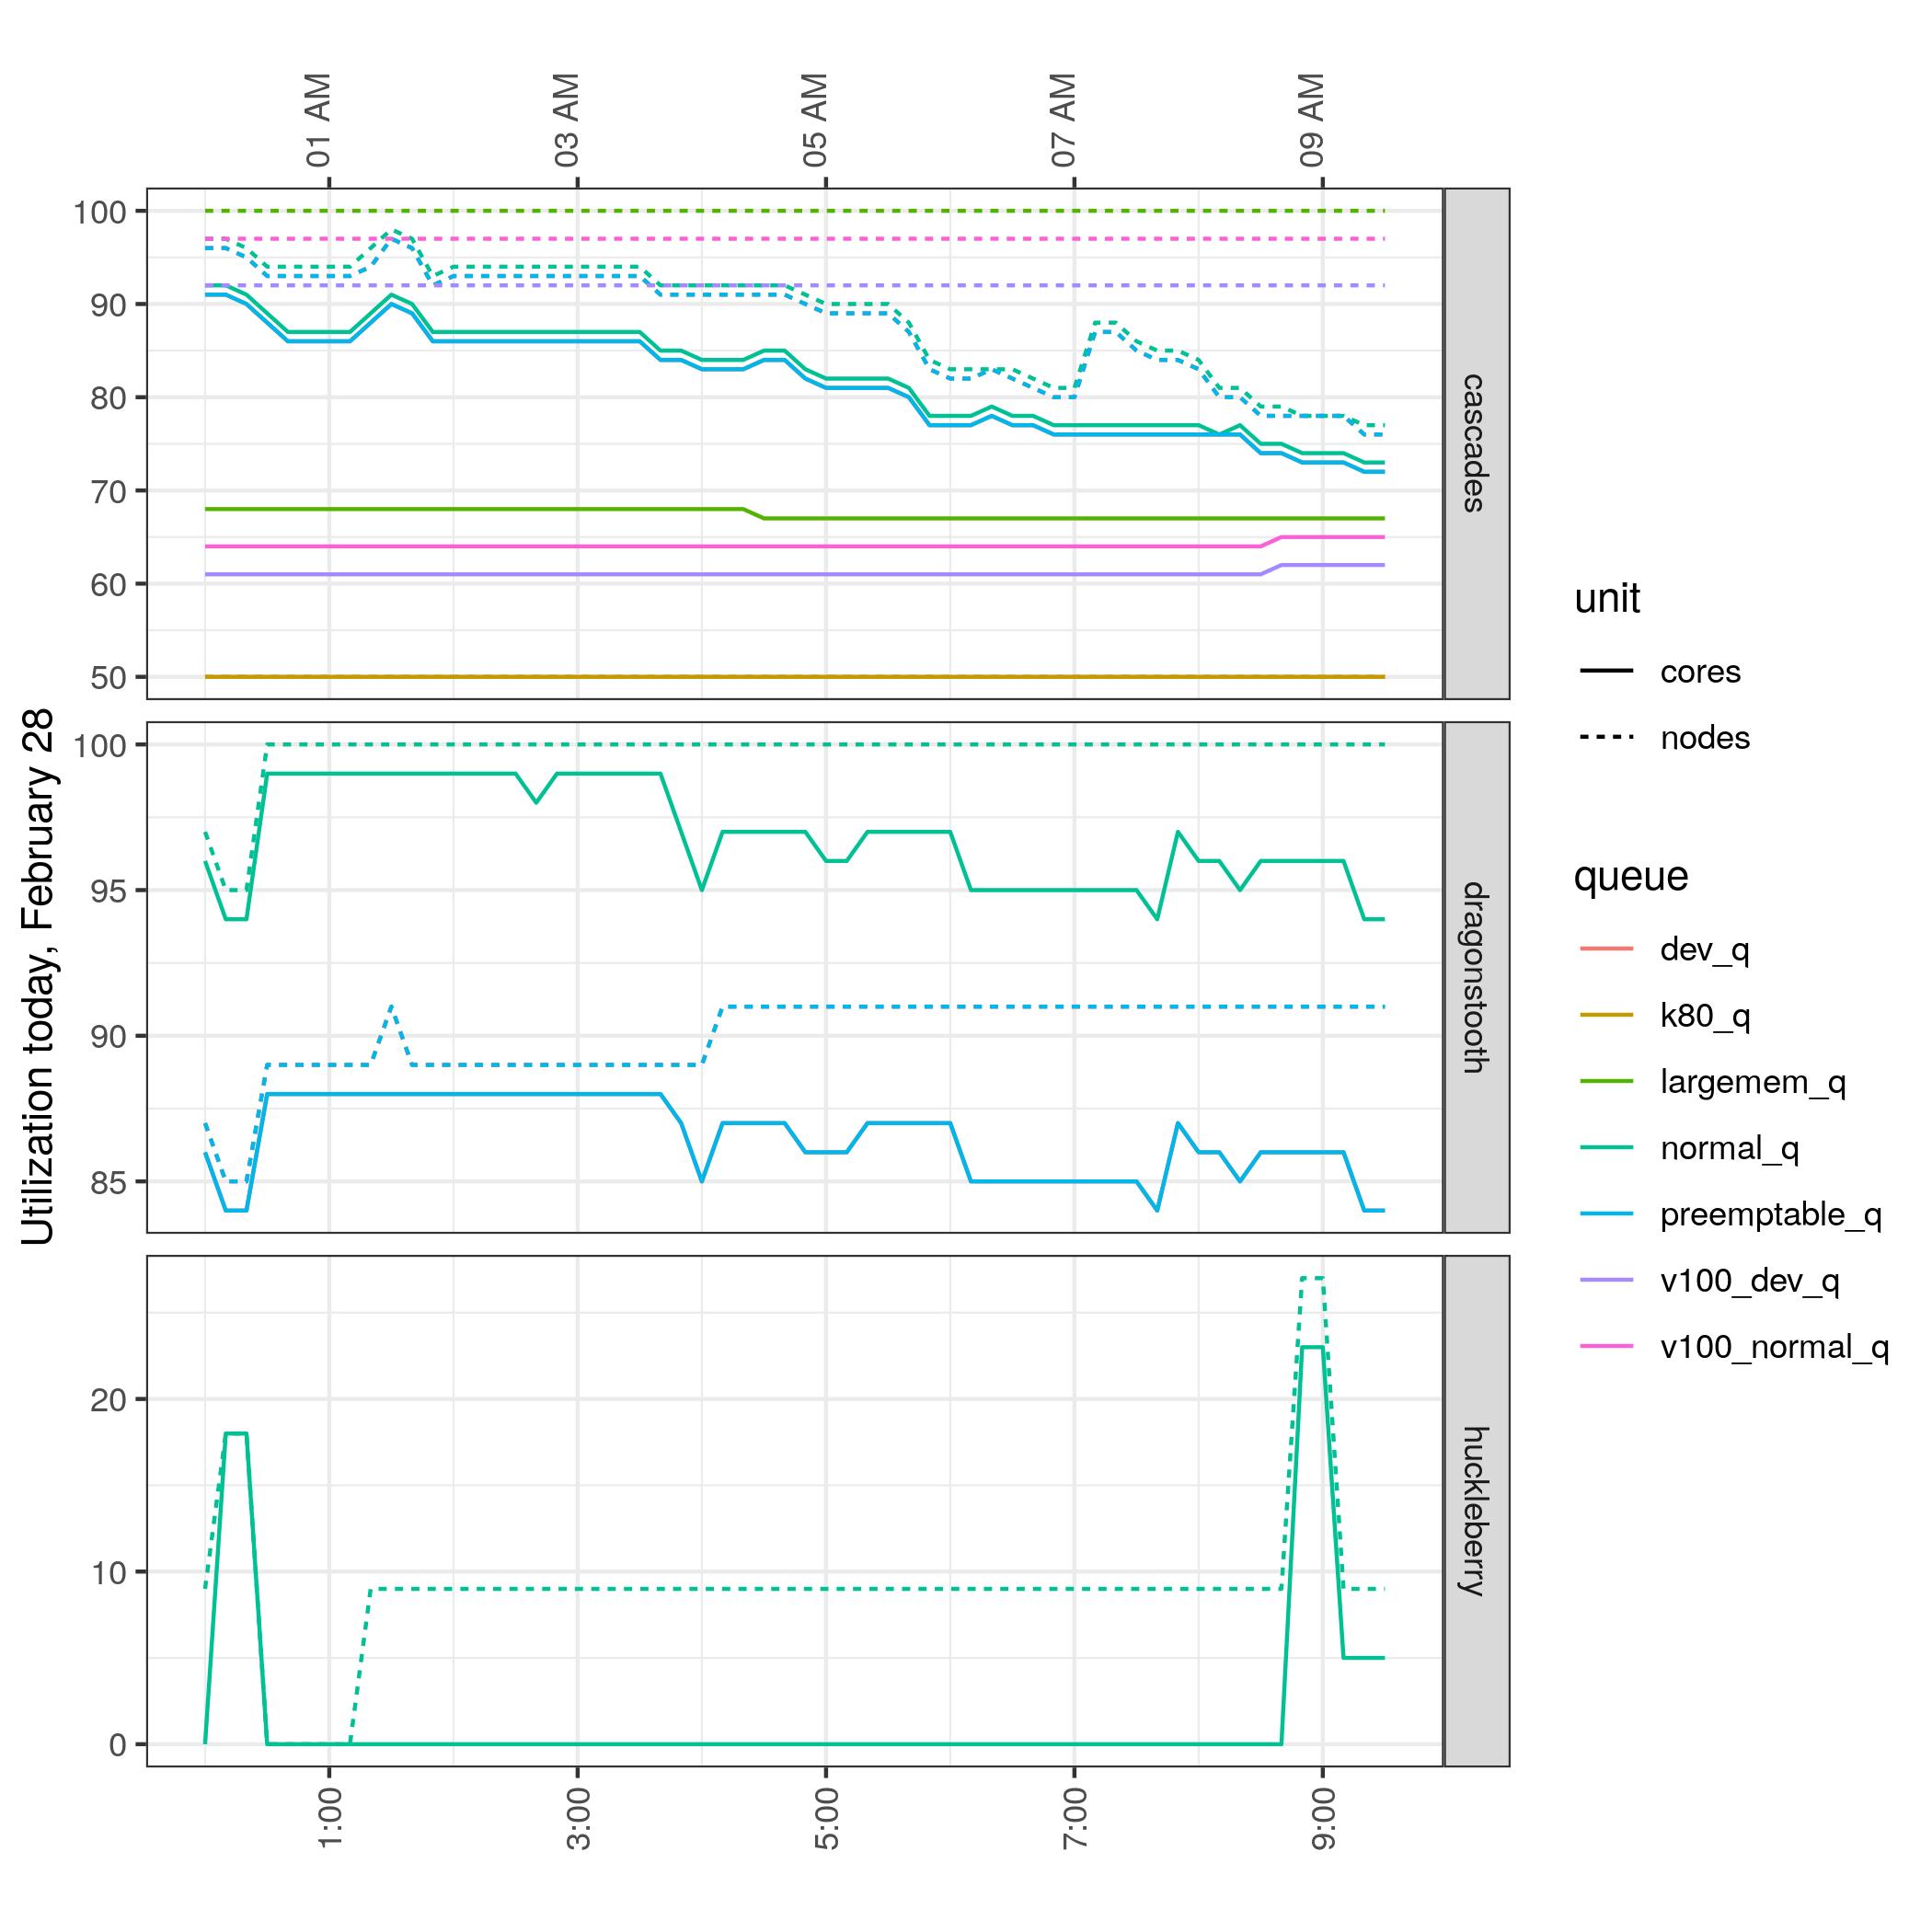 01 AM
03 AM
05 AM
07 AM
09 AM
100
90
80
70
60
50
cascades
100
95
90
85
dragonstooth
20
10
0
huckleberry
1:00
3:00
5:00
7:00
9:00
Utilization today, February 28
unit
cores
nodes
queue
dev_q
k80_q
largemem_q
normal_q
preemptable_q
v100_dev_q
v100_normal_q